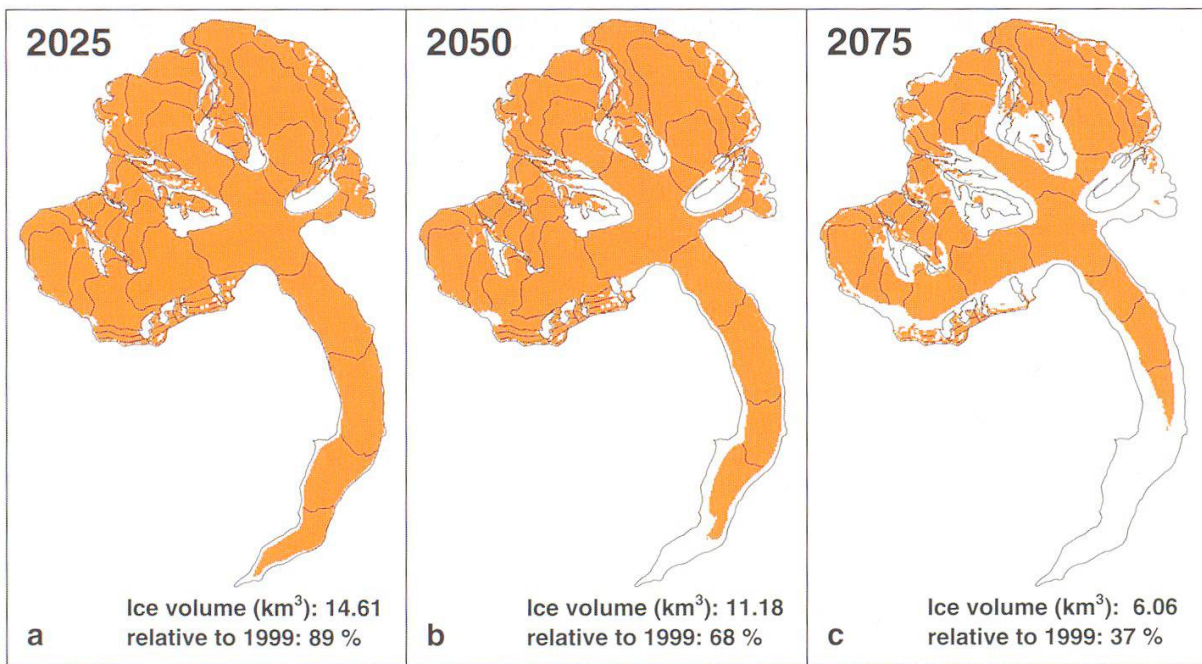 2025
Ice volume (km³): 14.61
a relative to 1999: 89 %
2050
Ice volume (km³): 11.18
b relative to 1999: 68 %
2075
Ice volume (km³): 6.06
c relative to 1999: 37 %